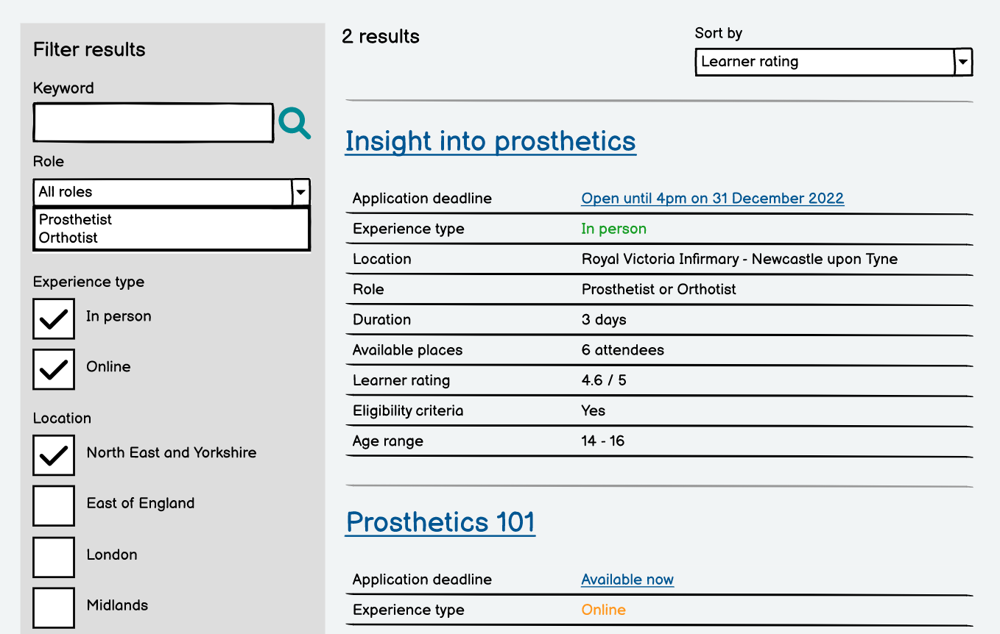 Filter results
Keyword
Role
All roles
Prosthetist
Orthotist
Experience type
In person
Online
Location
North East and Yorkshire
East of England
London
Midlands
2 results
Sort by
Learner rating
Insight into prosthetics
Application deadline Open until 4pm on 31 December 2022
Experience type In person
Location Royal Victoria Infirmary - Newcastle upon Tyne
Role Prosthetist or Orthotist
Duration 3 days
Available places 6 attendees
Learner rating 4.6 / 5
Eligibility criteria Yes
Age range 14 - 16
Prosthetics 101
Application deadline Available now
Experience type Online